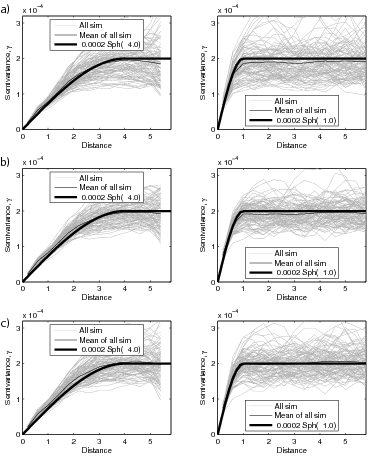 a)
x 10⁻⁴
3
2
1
0
Semivariance, γ
All sim
Mean of all sim
0.0002 Sph( 4.0)
0 1 2 3 4 5
Distance
x 10⁻⁴
3
2
1
0
Semivariance, γ
All sim
Mean of all sim
0.0002 Sph( 1.0)
0 1 2 3 4 5
Distance
b)
x 10⁻⁴
3
2
1
0
Semivariance, γ
All sim
Mean of all sim
0.0002 Sph( 4.0)
0 1 2 3 4 5
Distance
x 10⁻⁴
3
2
1
0
Semivariance, γ
All sim
Mean of all sim
0.0002 Sph( 1.0)
0 1 2 3 4 5
Distance
c)
x 10⁻⁴
3
2
1
0
Semivariance, γ
All sim
Mean of all sim
0.0002 Sph( 4.0)
0 1 2 3 4 5
Distance
x 10⁻⁴
3
2
1
0
Semivariance, γ
All sim
Mean of all sim
0.0002 Sph( 1.0)
0 1 2 3 4 5
Distance